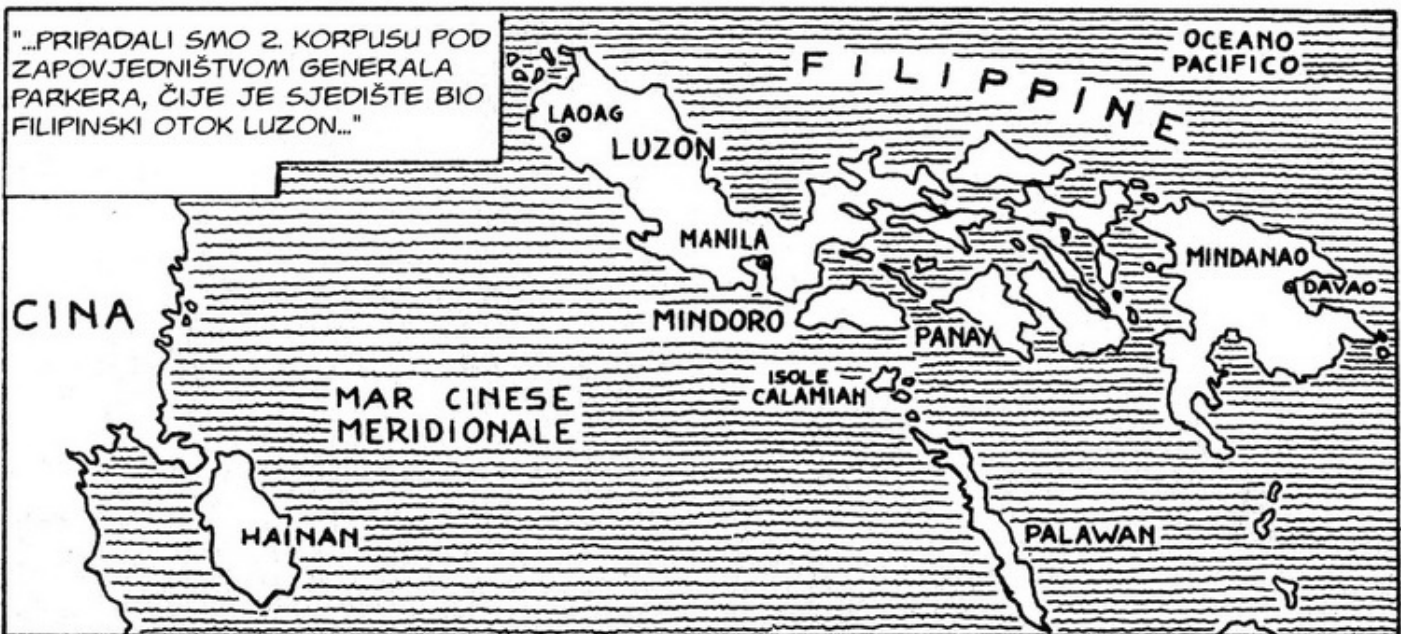 "...PRIPADALI SMO 2. KORPUSU POD
ZAPOVJEDNIŠTVOM GENERALA
PARKERA, ČIJE JE SJEDIŠTE BIO
FILIPINSKI OTOK LUZON..."
OCEANO
PACIFICO
FILIPPINE
LAOAG
LUZON
MANILA
MINDANAO
DAVAO
CINA
MINDORO
PANAY
ISOLE
CALAMIAH
MAR CINESE
MERIDIONALE
HAINAN
PALAWAN